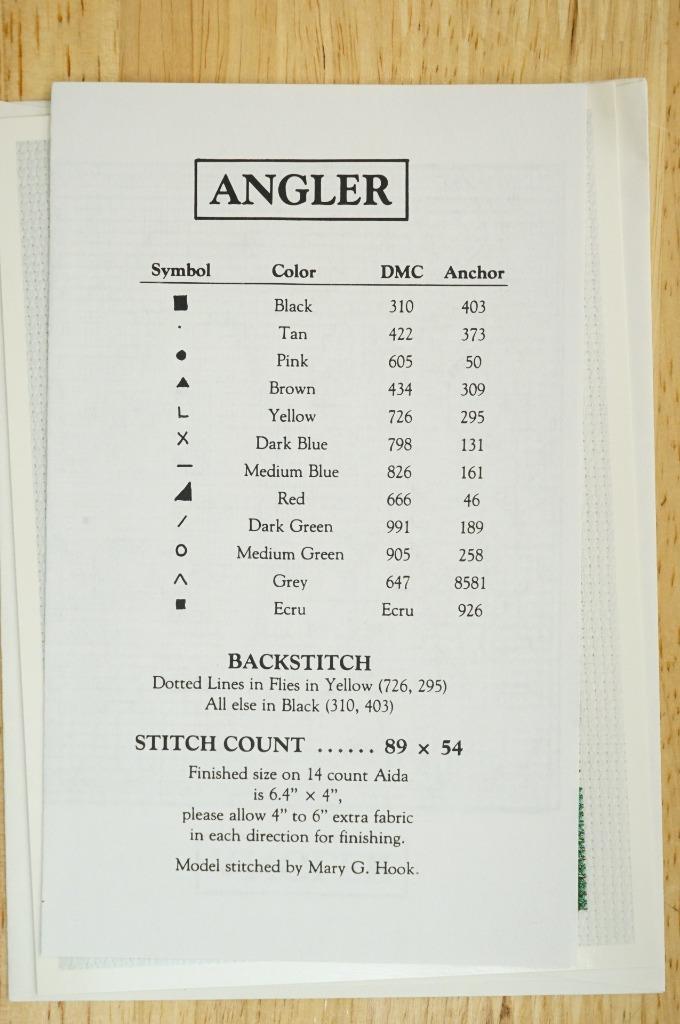 ANGLER
Symbol Color DMC Anchor
■ Black 310 403
· Tan 422 373
● Pink 605 50
▲ Brown 434 309
L Yellow 726 295
X Dark Blue 798 131
— Medium Blue 826 161
◢ Red 666 46
/ Dark Green 991 189
O Medium Green 905 258
^ Grey 647 8581
■ Ecru Ecru 926
BACKSTITCH
Dotted Lines in Flies in Yellow (726, 295)
All else in Black (310, 403)
STITCH COUNT ...... 89 × 54
Finished size on 14 count Aida
is 6.4” × 4”,
please allow 4” to 6” extra fabric
in each direction for finishing.
Model stitched by Mary G. Hook.